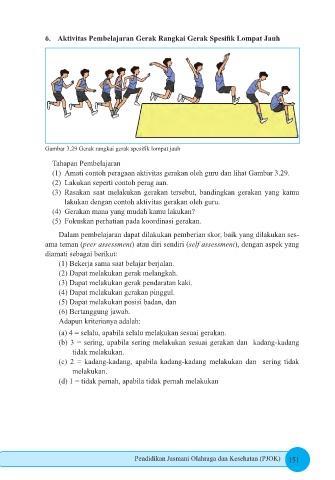 6. Aktivitas Pembelajaran Gerak Rangkai Gerak Spesifik Lompat Jauh
Gambar 3.29 Gerak rangkai gerak spesifik lompat jauh
Tahapan Pembelajaran
(1) Amati contoh peragaan aktivitas gerakan oleh guru dan lihat Gambar 3.29.
(2) Lakukan seperti contoh perag aan.
(3) Rasakan saat melakukan gerakan tersebut, bandingkan gerakan yang kamu
lakukan dengan contoh aktivitas gerakan oleh guru.
(4) Gerakan mana yang mudah kamu lakukan?
(5) Fokuskan perhatian pada koordinasi gerakan.
Dalam pembelajaran dapat dilakukan pemberian skor, baik yang dilakukan ses-
ama teman (peer assessment) atau diri sendiri (self assessment), dengan aspek yang
diamati sebagai berikut:
(1) Bekerja sama saat belajar berjalan.
(2) Dapat melakukan gerak melangkah.
(3) Dapat melakukan gerak pendaratan kaki.
(4) Dapat melakukan gerakan pinggul.
(5) Dapat melakukan posisi badan, dan
(6) Bertanggung jawab.
Adapun kriterianya adalah:
(a) 4 = selalu, apabila selalu melakukan sesuai gerakan.
(b) 3 = sering, apabila sering melakukan sesuai gerakan dan kadang-kadang
tidak melakukan.
(c) 2 = kadang-kadang, apabila kadang-kadang melakukan dan sering tidak
melakukan.
(d) 1 = tidak pernah, apabila tidak pernah melakukan
Pendidikan Jasmani Olahraga dan Kesehatan (PJOK) 151